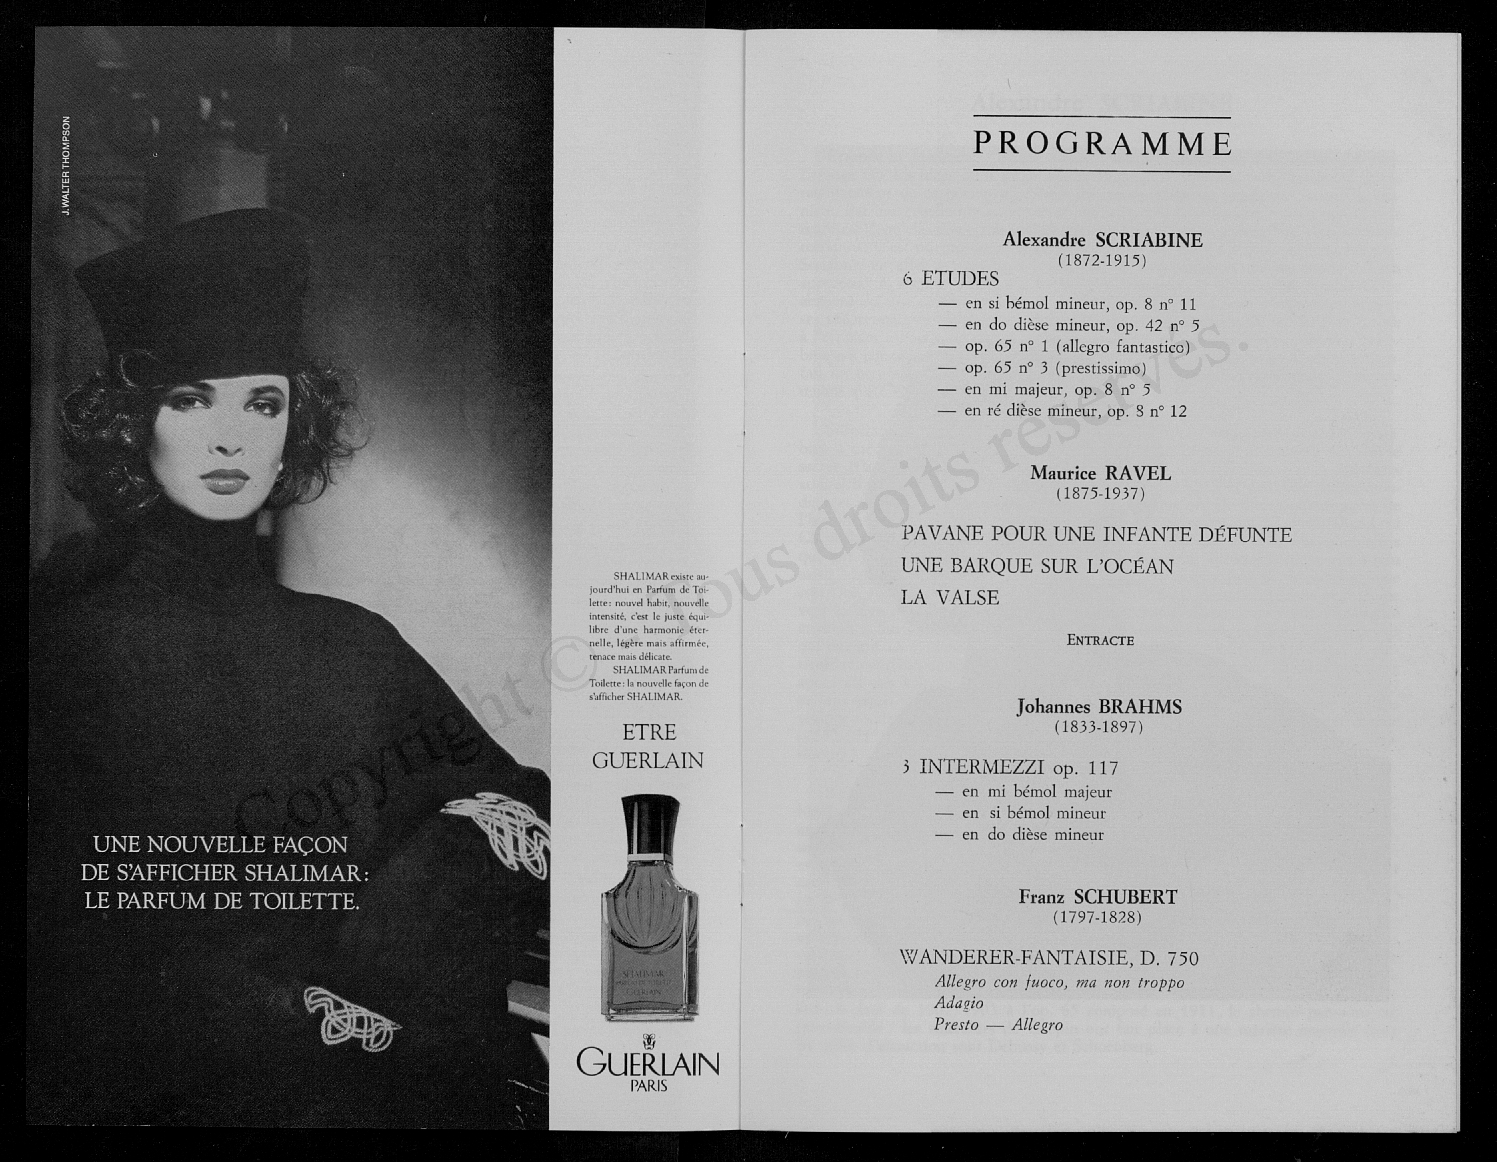 J. WALTER THOMPSON
UNE NOUVELLE FAÇON
DE S'AFFICHER SHALIMAR:
LE PARFUM DE TOILETTE.
SHALIMAR existe au-
jourd'hui en Parfum de Toi-
lette: nouvel habit, nouvelle
intensité, c'est le juste équi-
libre d'une harmonie éter-
nelle, légère mais affirmée,
tenace mais délicate.
SHALIMAR Parfum de
Toilette: la nouvelle façon de
s'afficher SHALIMAR.
ETRE
GUERLAIN
SHALIMAR
GUERLAIN
GUERLAIN
PARIS
PROGRAMME
Alexandre SCRIABINE
(1872-1915)
6 ETUDES
— en si bémol mineur, op. 8 n° 11
— en do dièse mineur, op. 42 n° 5
— op. 65 n° 1 (allegro fantastico)
— op. 65 n° 3 (prestissimo)
— en mi majeur, op. 8 n° 5
— en ré dièse mineur, op. 8 n° 12
Maurice RAVEL
(1875-1937)
PAVANE POUR UNE INFANTE DÉFUNTE
UNE BARQUE SUR L'OCÉAN
LA VALSE
ENTRACTE
Johannes BRAHMS
(1833-1897)
3 INTERMEZZI op. 117
— en mi bémol majeur
— en si bémol mineur
— en do dièse mineur
Franz SCHUBERT
(1797-1828)
WANDERER-FANTAISIE, D. 750
Allegro con fuoco, ma non troppo
Adagio
Presto — Allegro
Copyright © Tous droits réservés.